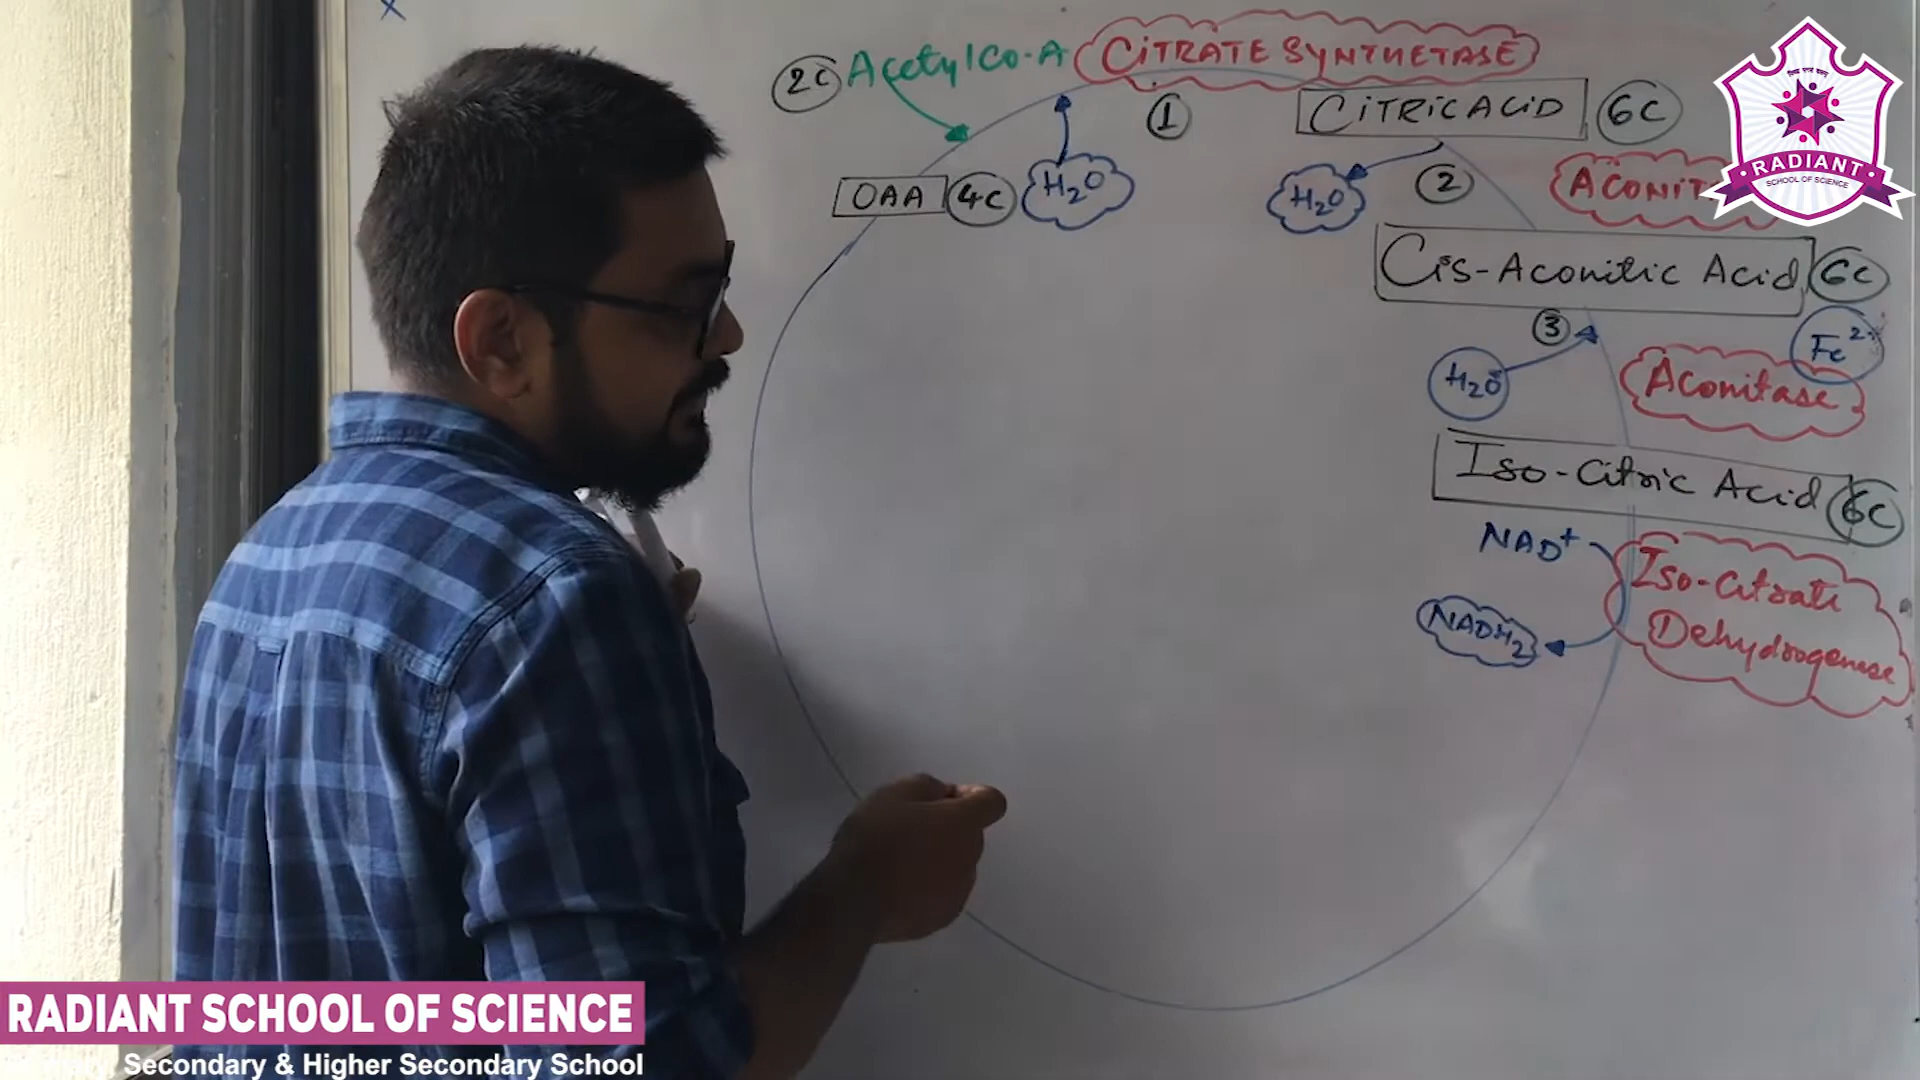 X
2C Acetyl Co-A CITRATE SYNTHETASE
1
CITRIC ACID 6C
OAA 4C H2O
H2O 2
Cis-Aconitic Acid 6C
3 Fe2+
H2O Aconitase
Iso-Citric Acid 6C
NAD+
NADH2
Iso-Citrate
Dehydrogenase
RADIANT
SCHOOL OF SCIENCE
RADIANT SCHOOL OF SCIENCE
Secondary & Higher Secondary School